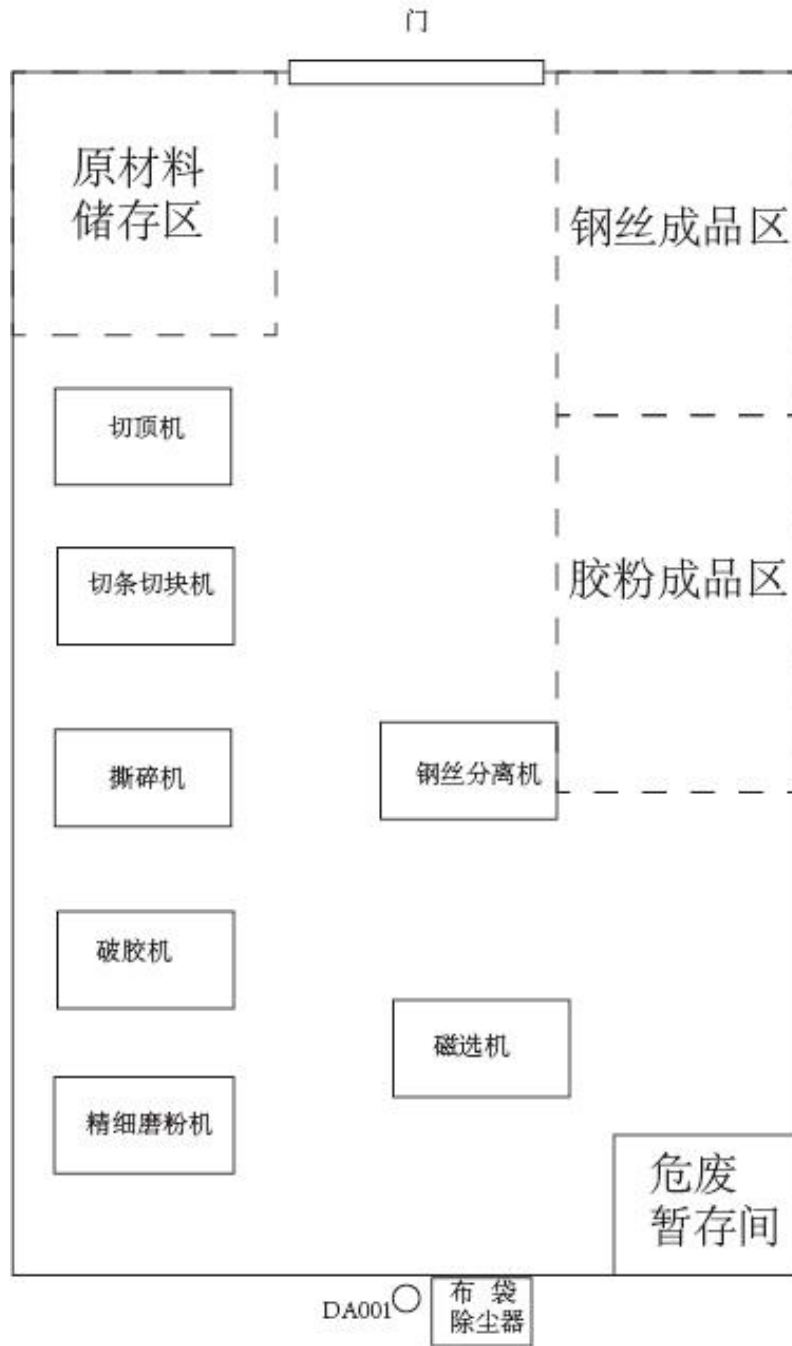 门
原材料
储存区
钢丝成品区
切顶机
切条切块机
胶粉成品区
撕碎机
钢丝分离机
破胶机
磁选机
精细磨粉机
危废
暂存间
DA001
布 袋
除尘器